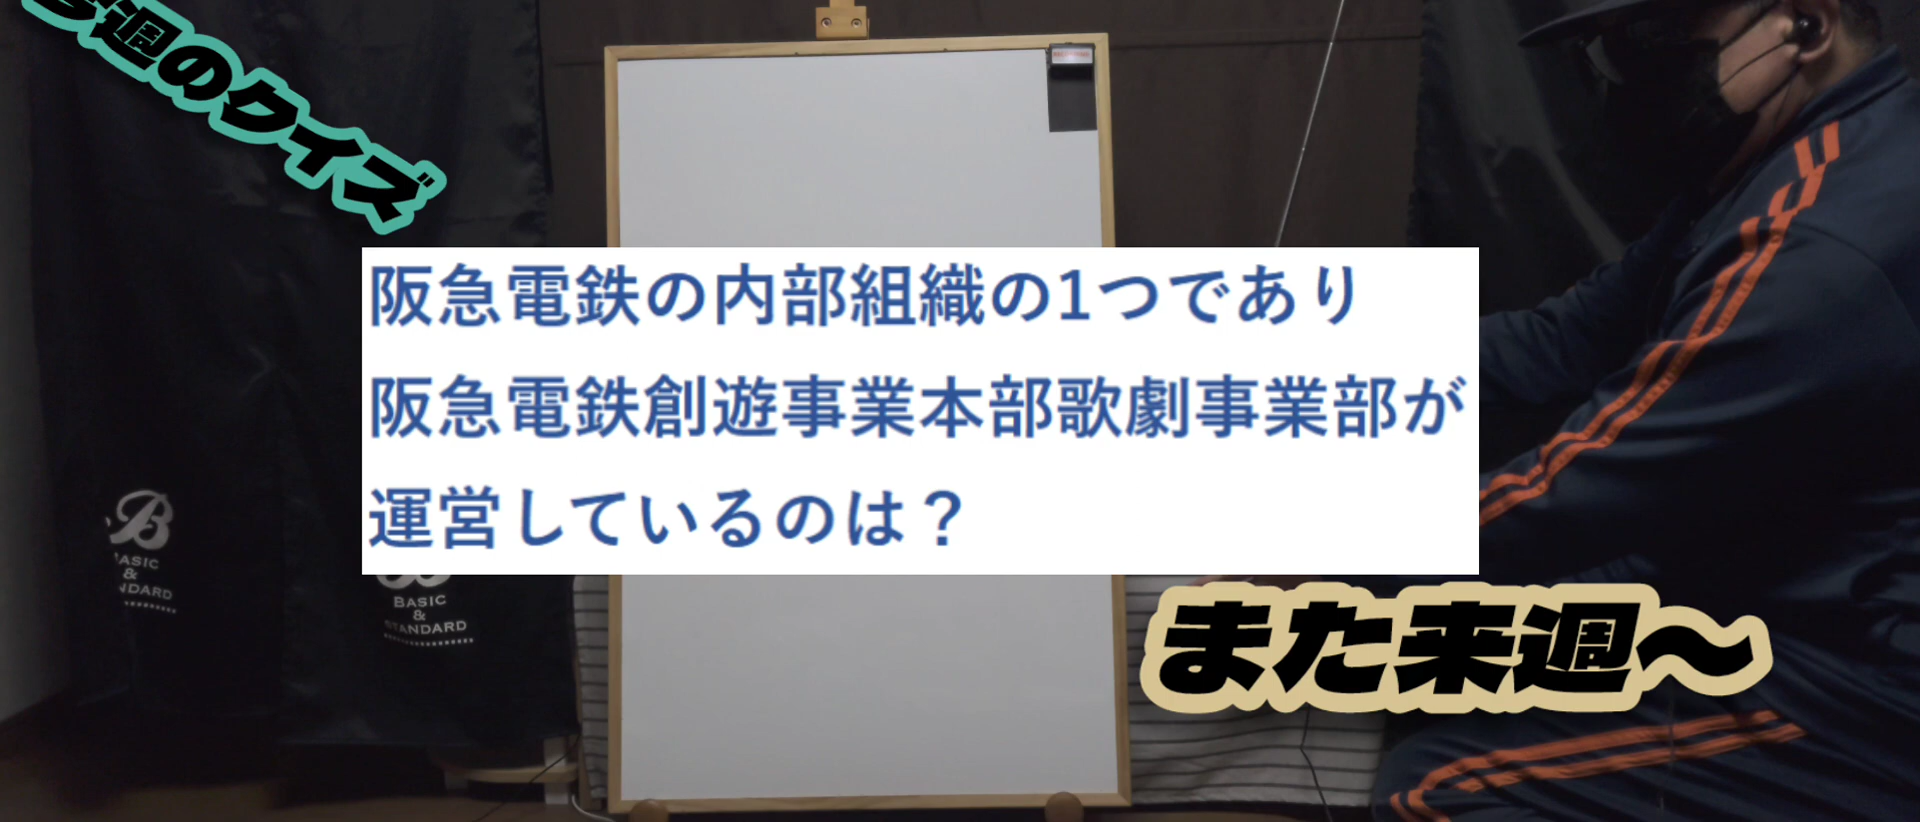 週のクイズ
阪急電鉄の内部組織の1つであり
阪急電鉄創遊事業本部歌劇事業部が
運営しているのは？
また来週～
B
BASIC
&
STANDARD
B
BASIC
&
STANDARD